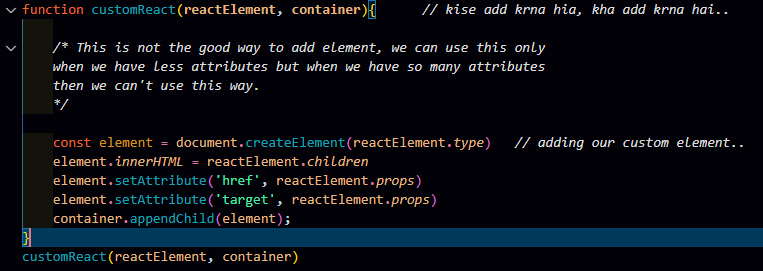 function customReact(reactElement, container){ // kise add krna hia, kha add krna hai..
/* This is not the good way to add element, we can use this only
when we have less attributes but when we have so many attributes
then we can't use this way.
*/
const element = document.createElement(reactElement.type) // adding our custom element..
element.innerHTML = reactElement.children
element.setAttribute('href', reactElement.props)
element.setAttribute('target', reactElement.props)
container.appendChild(element);
}
customReact(reactElement, container)